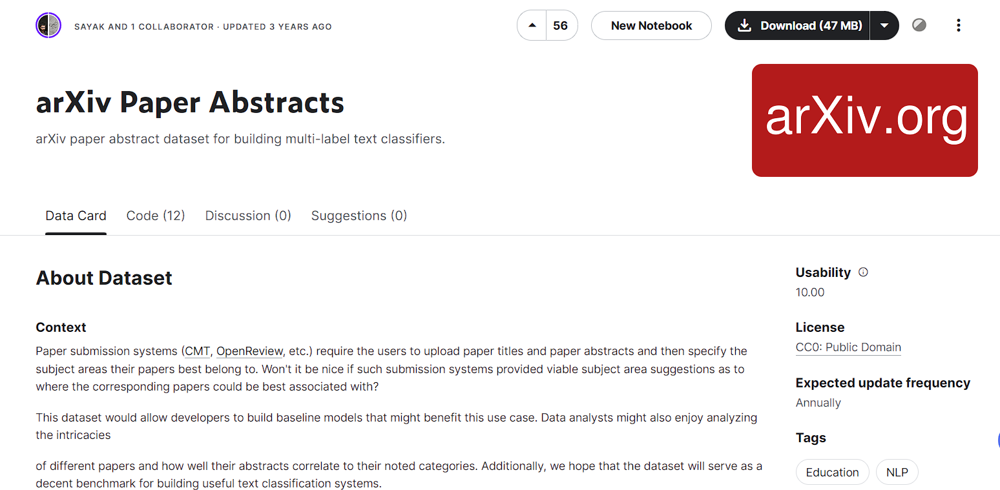 SAYAK AND 1 COLLABORATOR · UPDATED 3 YEARS AGO
56
New Notebook
Download (47 MB)
arXiv Paper Abstracts
arXiv paper abstract dataset for building multi-label text classifiers.
arXiv.org
Data Card
Code (12)
Discussion (0)
Suggestions (0)
About Dataset
Context
Paper submission systems (CMT, OpenReview, etc.) require the users to upload paper titles and paper abstracts and then specify the
subject areas their papers best belong to. Won't it be nice if such submission systems provided viable subject area suggestions as to
where the corresponding papers could be best associated with?
This dataset would allow developers to build baseline models that might benefit this use case. Data analysts might also enjoy analyzing
the intricacies
of different papers and how well their abstracts correlate to their noted categories. Additionally, we hope that the dataset will serve as a
decent benchmark for building useful text classification systems.
Usability
10.00
License
CC0: Public Domain
Expected update frequency
Annually
Tags
Education
NLP